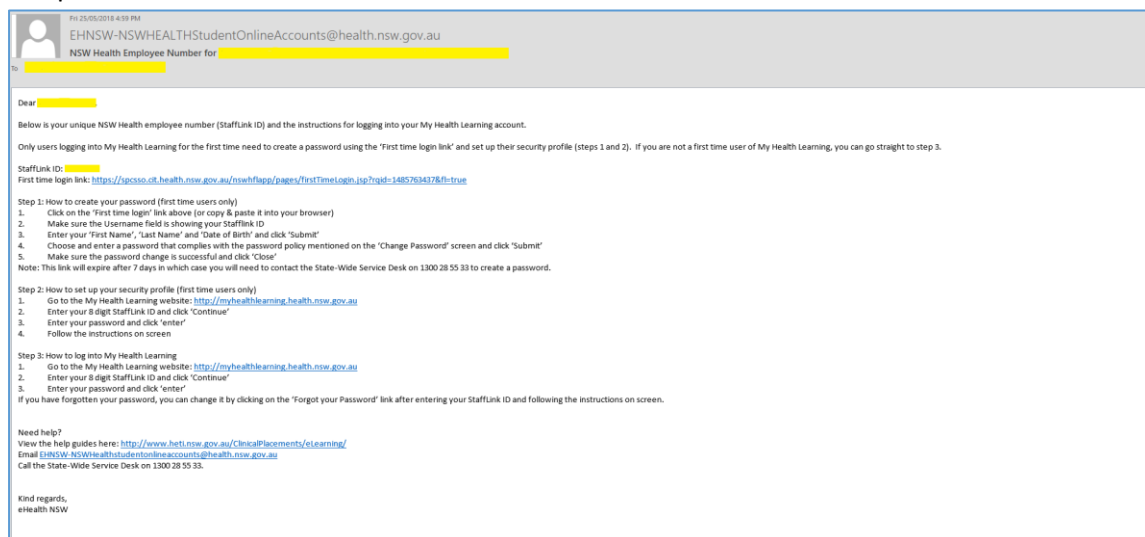 Fri 25/05/2018 4:59 PM
EHNSW-NSWHEALTHStudentOnlineAccounts@health.nsw.gov.au
NSW Health Employee Number for
To
Dear
Below is your unique NSW Health employee number (StaffLink ID) and the instructions for logging into your My Health Learning account.
Only users logging into My Health Learning for the first time need to create a password using the ‘First time login link’ and set up their security profile (steps 1 and 2). If you are not a first time user of My Health Learning, you can go straight to step 3.
StaffLink ID:
First time login link: https://spcsso.cit.health.nsw.gov.au/nswhflapp/pages/firstTimeLogin.jsp?rqid=1485763437&fl=true
Step 1: How to create your password (first time users only)
1. Click on the ‘First time login’ link above (or copy & paste it into your browser)
2. Make sure the Username field is showing your Stafflink ID
3. Enter your ‘First Name’, ‘Last Name’ and ‘Date of Birth’ and click ‘Submit’
4. Choose and enter a password that complies with the password policy mentioned on the ‘Change Password’ screen and click ‘Submit’
5. Make sure the password change is successful and click ‘Close’
Note: This link will expire after 7 days in which case you will need to contact the State-Wide Service Desk on 1300 28 55 33 to create a password.
Step 2: How to set up your security profile (first time users only)
1. Go to the My Health Learning website: http://myhealthlearning.health.nsw.gov.au
2. Enter your 8 digit StaffLink ID and click ‘Continue’
3. Enter your password and click ‘enter’
4. Follow the instructions on screen
Step 3: How to log into My Health Learning
1. Go to the My Health Learning website: http://myhealthlearning.health.nsw.gov.au
2. Enter your 8 digit StaffLink ID and click ‘Continue’
3. Enter your password and click ‘enter’
If you have forgotten your password, you can change it by clicking on the ‘Forgot your Password’ link after entering your StaffLink ID and following the instructions on screen.
Need help?
View the help guides here: http://www.heti.nsw.gov.au/ClinicalPlacements/eLearning/
Email EHNSW-NSWHealthstudentonlineaccounts@health.nsw.gov.au
Call the State-Wide Service Desk on 1300 28 55 33.
Kind regards,
eHealth NSW